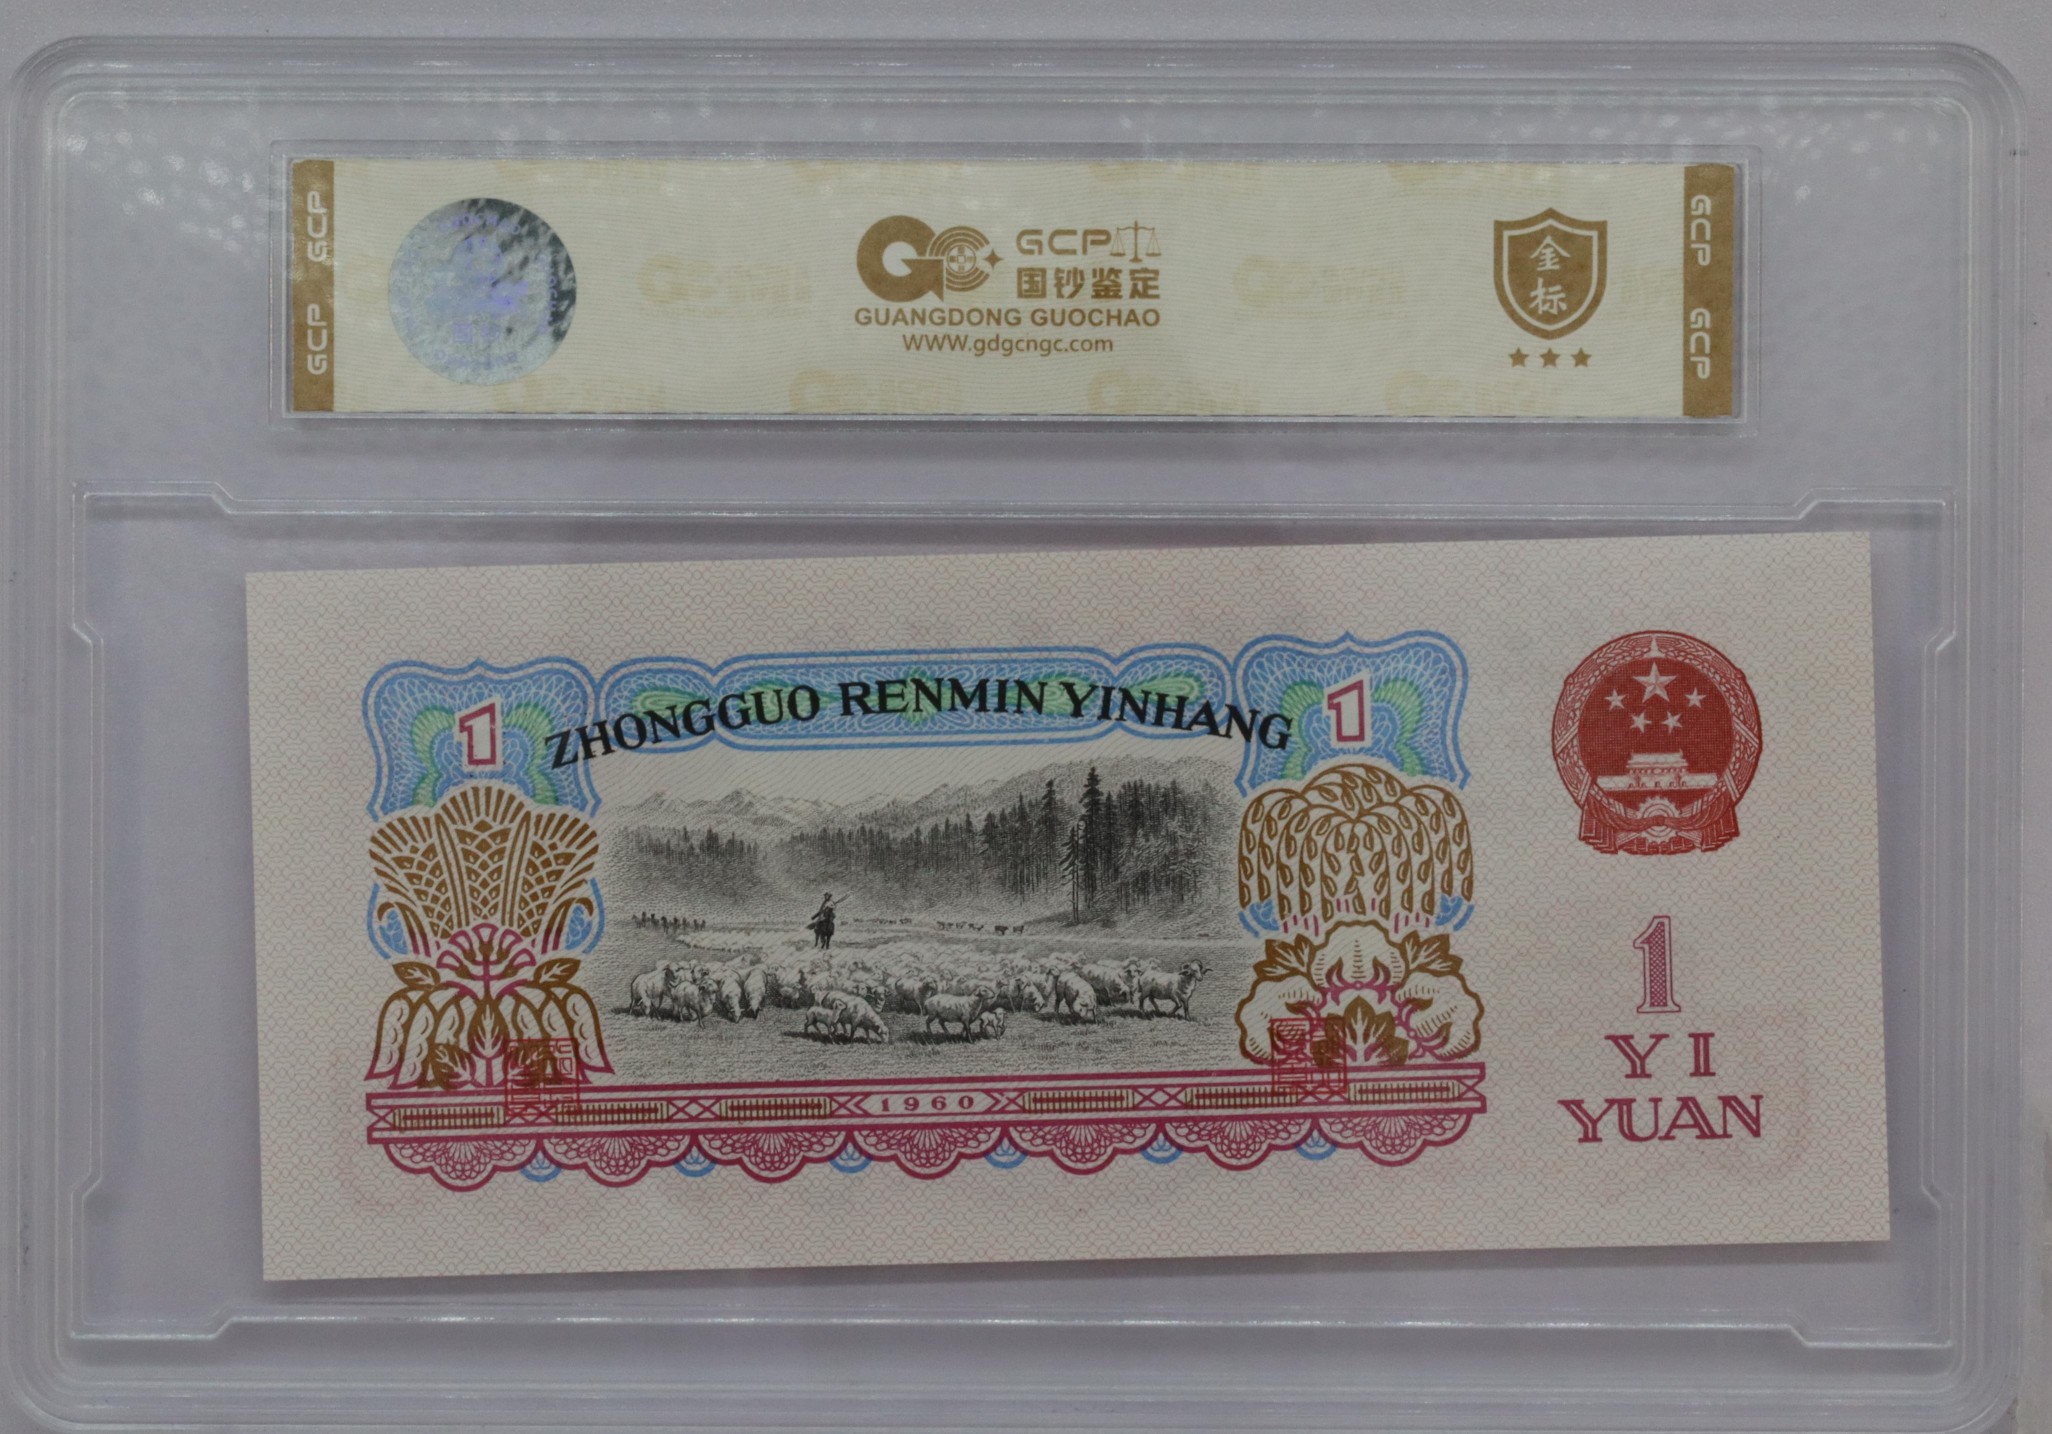 GCP
GCP
GCP
国钞鉴定
GUANGDONG GUOCHAO
WWW.gdgcngc.com
金
标
GCP
GCP
1
ZHONGGUO RENMIN YINHANG
1
1
YI
YUAN
1960